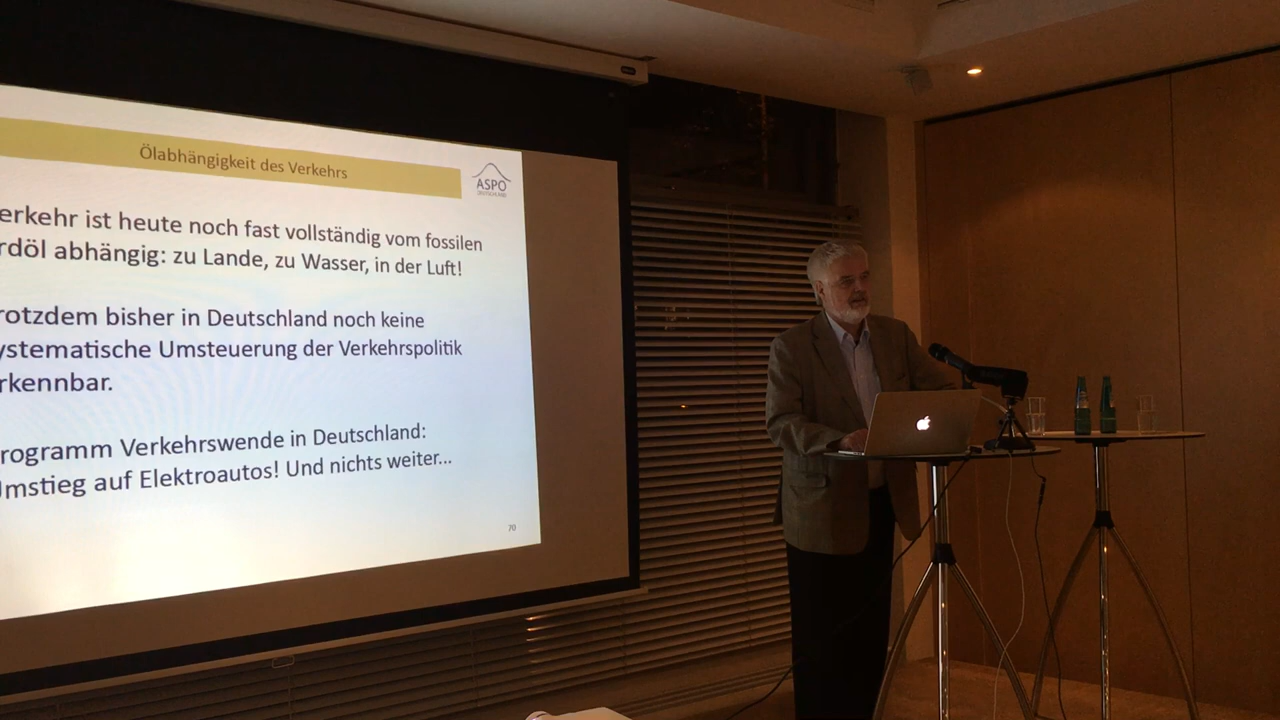 Ölabhängigkeit des Verkehrs
ASPO
DEUTSCHLAND
erkehr ist heute noch fast vollständig vom fossilen
rdöl abhängig: zu Lande, zu Wasser, in der Luft!
rotzdem bisher in Deutschland noch keine
ystematische Umsteuerung der Verkehrspolitik
rkennbar.
rogramm Verkehrswende in Deutschland:
mstieg auf Elektroautos! Und nichts weiter...
70